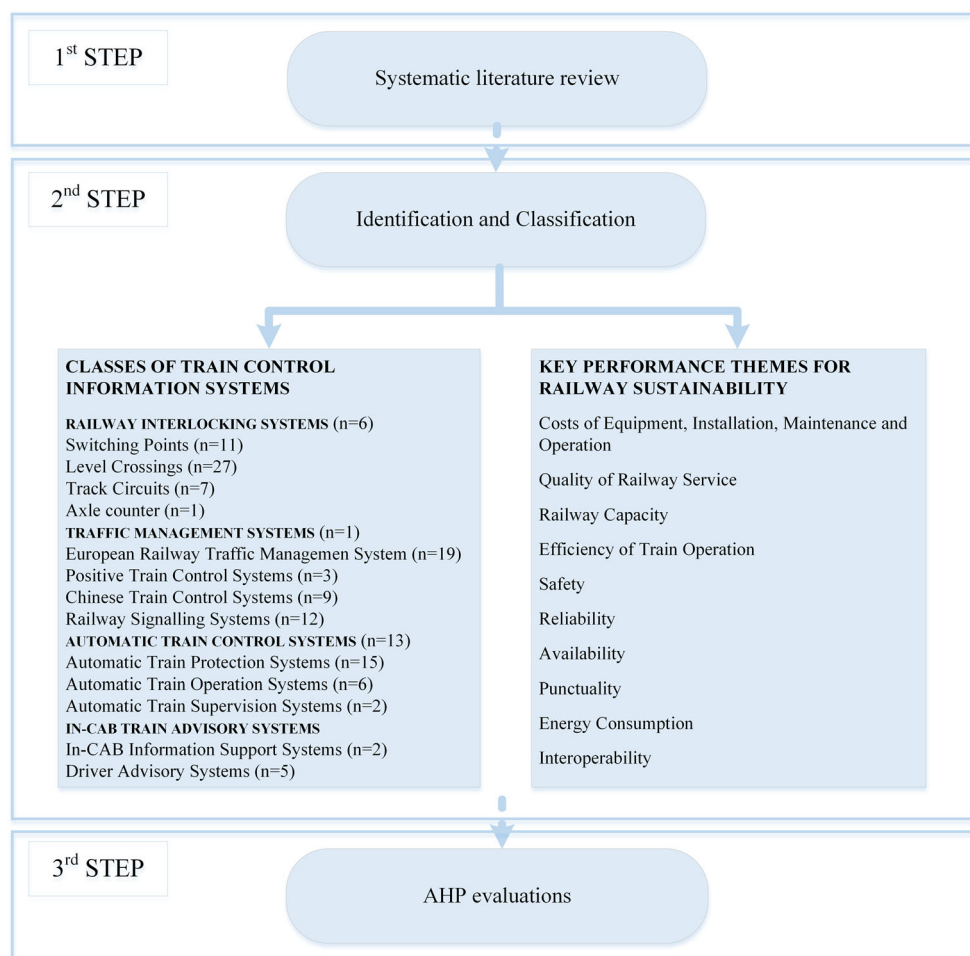 1st STEP
Systematic literature review
2nd STEP
Identification and Classification
CLASSES OF TRAIN CONTROL
INFORMATION SYSTEMS
RAILWAY INTERLOCKING SYSTEMS (n=6)
Switching Points (n=11)
Level Crossings (n=27)
Track Circuits (n=7)
Axle counter (n=1)
TRAFFIC MANAGEMENT SYSTEMS (n=1)
European Railway Traffic Managemen System (n=19)
Positive Train Control Systems (n=3)
Chinese Train Control Systems (n=9)
Railway Signalling Systems (n=12)
AUTOMATIC TRAIN CONTROL SYSTEMS (n=13)
Automatic Train Protection Systems (n=15)
Automatic Train Operation Systems (n=6)
Automatic Train Supervision Systems (n=2)
IN-CAB TRAIN ADVISORY SYSTEMS
In-CAB Information Support Systems (n=2)
Driver Advisory Systems (n=5)
KEY PERFORMANCE THEMES FOR
RAILWAY SUSTAINABILITY
Costs of Equipment, Installation, Maintenance and
Operation
Quality of Railway Service
Railway Capacity
Efficiency of Train Operation
Safety
Reliability
Availability
Punctuality
Energy Consumption
Interoperability
3rd STEP
AHP evaluations